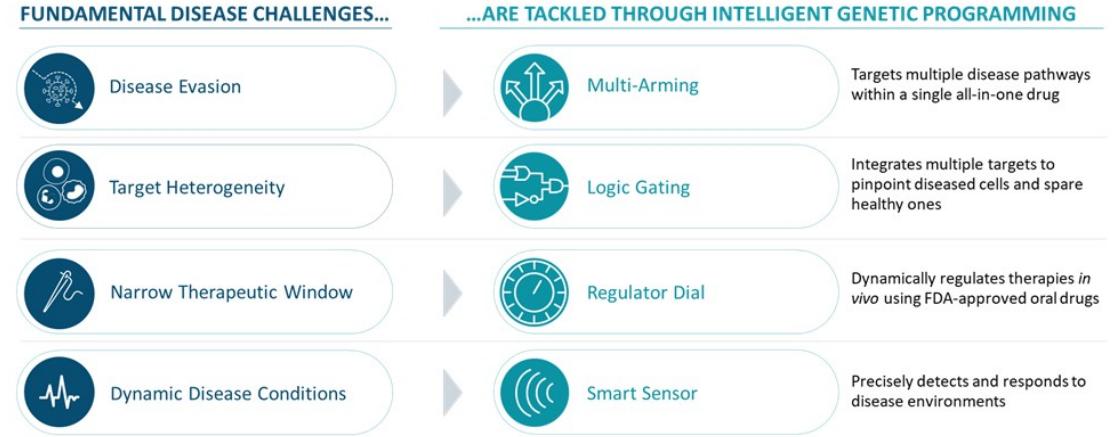 FUNDAMENTAL DISEASE CHALLENGES...
...ARE TACKLED THROUGH INTELLIGENT GENETIC PROGRAMMING
Disease Evasion
Multi-Arming
Targets multiple disease pathways
within a single all-in-one drug
Target Heterogeneity
Logic Gating
Integrates multiple targets to
pinpoint diseased cells and spare
healthy ones
Narrow Therapeutic Window
Regulator Dial
Dynamically regulates therapies in
vivo using FDA-approved oral drugs
Dynamic Disease Conditions
Smart Sensor
Precisely detects and responds to
disease environments